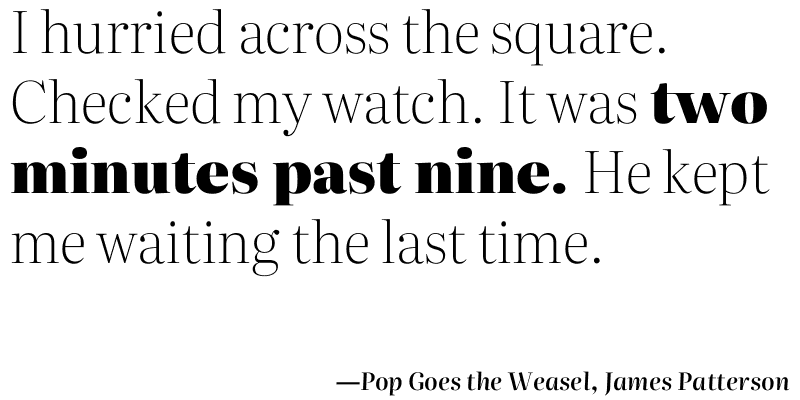 I hurried across the square.
Checked my watch. It was two
minutes past nine. He kept
me waiting the last time.
—Pop Goes the Weasel, James Patterson